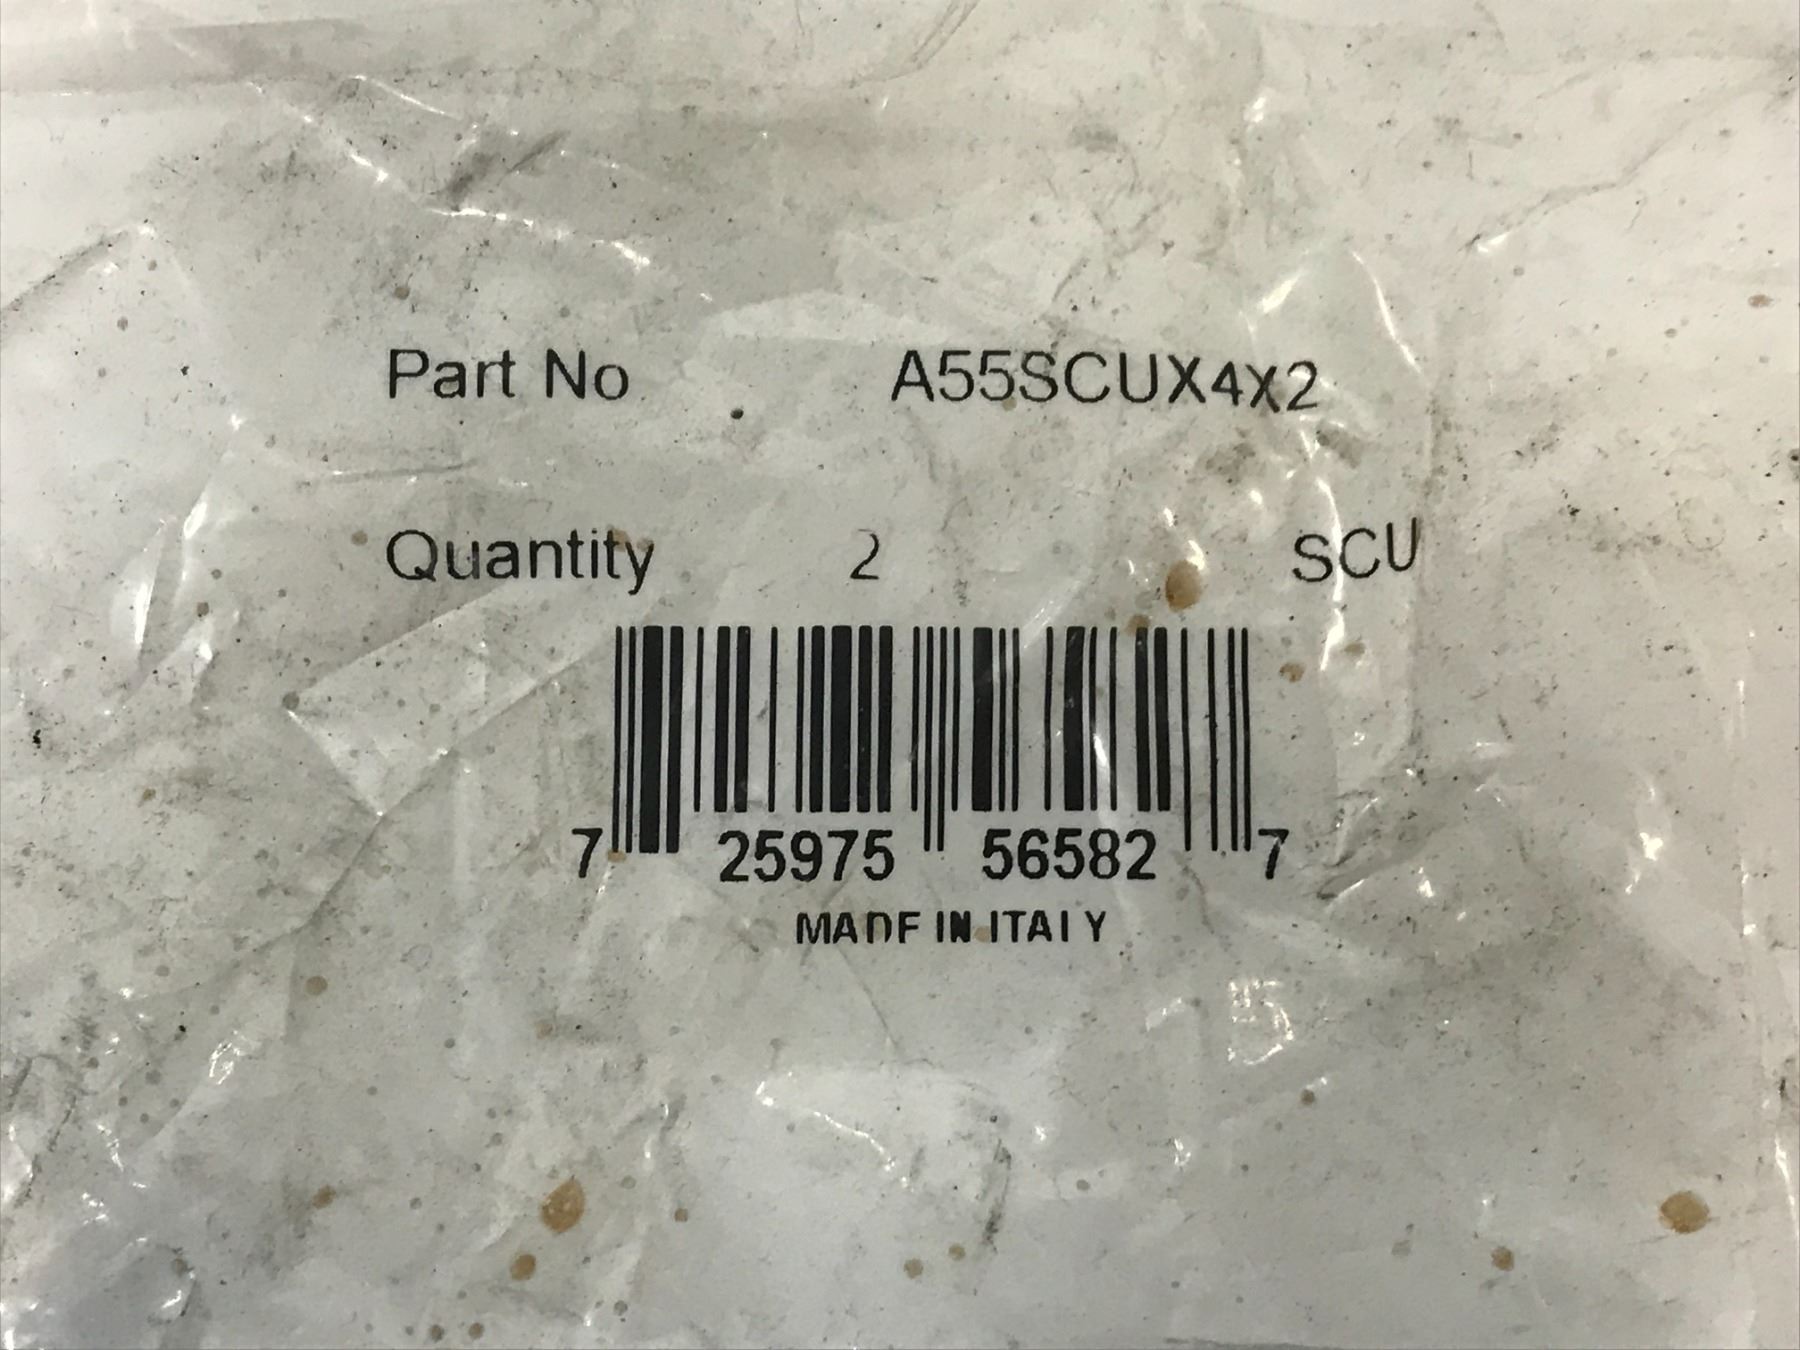 Part No A55SCUX4X2
Quantity 2 SCU
7 25975 56582 7
MADE IN ITALY